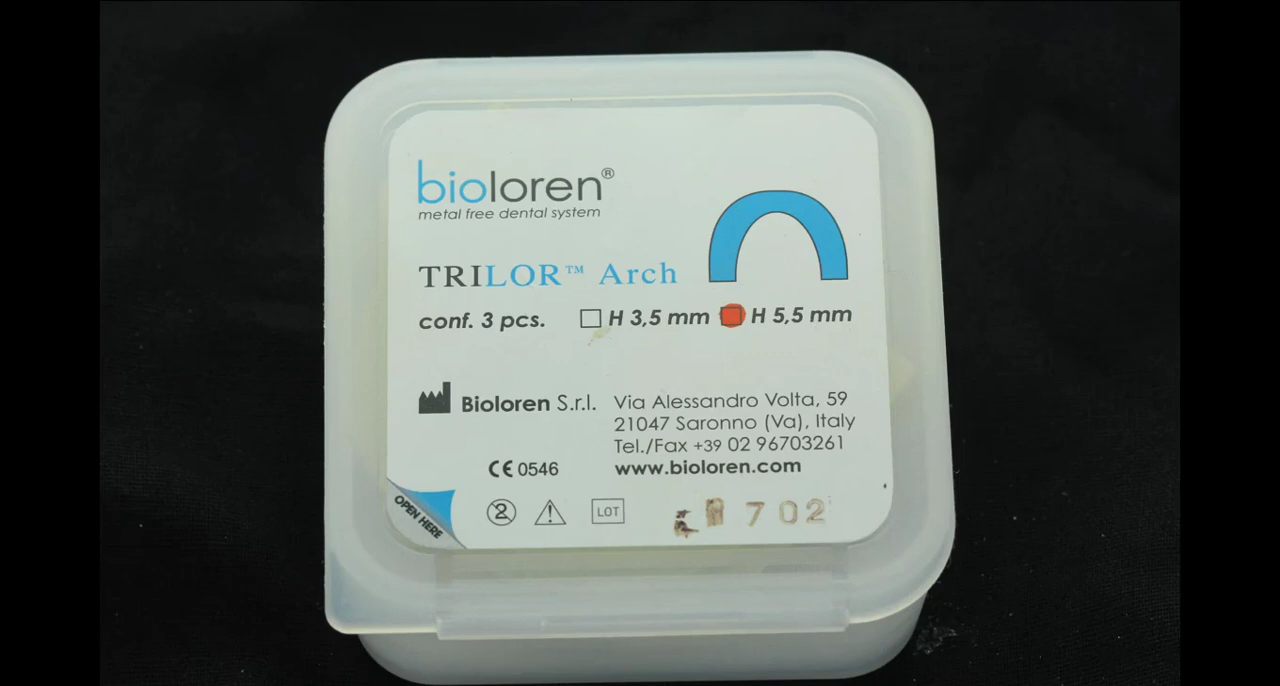 bioloren®
metal free dental system
TRILOR™ Arch
conf. 3 pcs. H 3,5 mm H 5,5 mm
Bioloren S.r.l. Via Alessandro Volta, 59
21047 Saronno (Va), Italy
Tel./Fax +39 02 96703261
CE 0546 www.bioloren.com
OPEN HERE
2 LOT 702